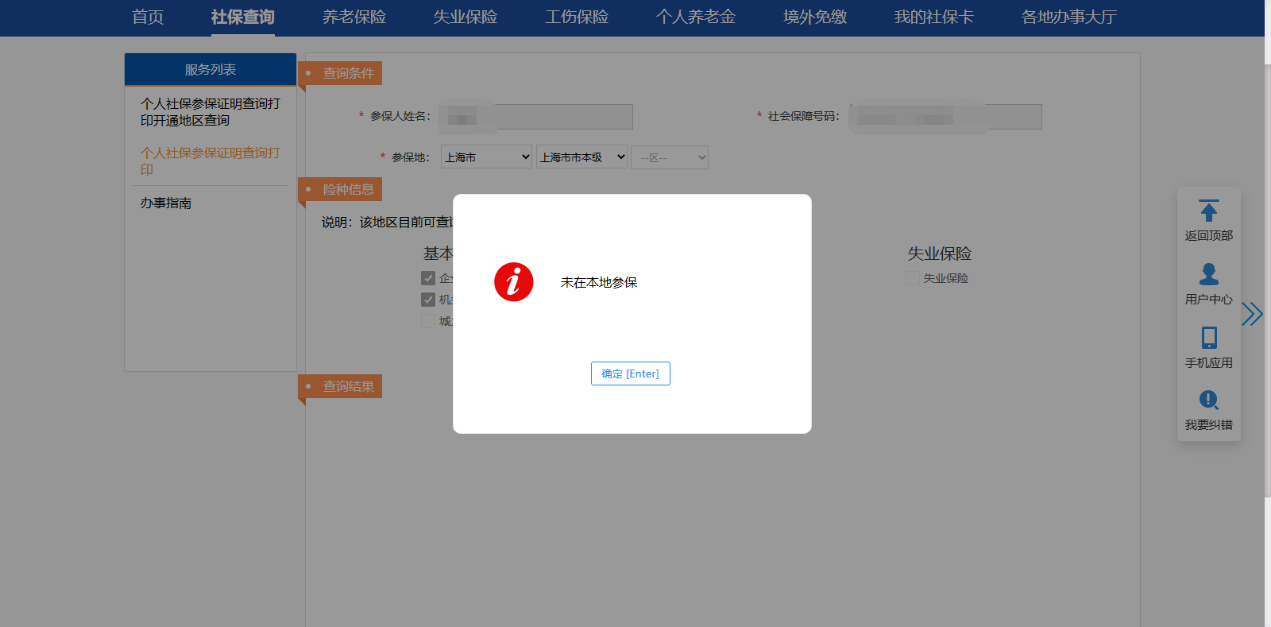 首页 社保查询 养老保险 失业保险 工伤保险 个人养老金 境外免缴 我的社保卡 各地办事大厅
服务列表
个人社保参保证明查询打
印开通地区查询
个人社保参保证明查询打
印
办事指南
查询条件
* 参保人姓名: * 社会保障号码:
* 参保地: 上海市 上海市市本级 --区--
险种信息
说明：该地区目前可查
基本 失业保险
失业保险
机
城
未在本地参保
确定 [Enter]
查询结果
返回顶部
用户中心
手机应用
我要纠错